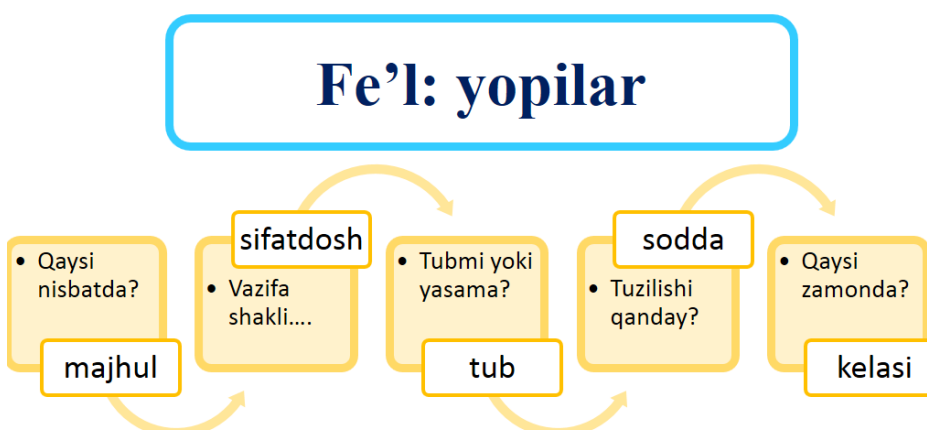 Fe’l: yopilar
• Qaysi
nisbatda?
majhul
sifatdosh
• Vazifa
shakli....
• Tubmi yoki
yasama?
tub
sodda
• Tuzilishi
qanday?
• Qaysi
zamonda?
kelasi